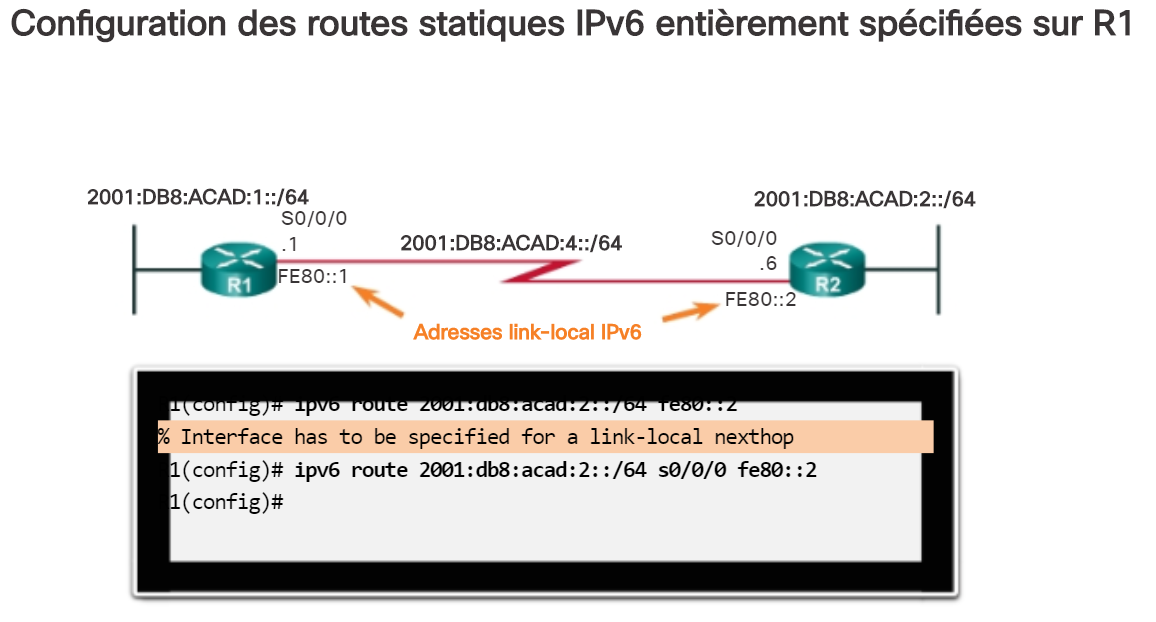 Configuration des routes statiques IPv6 entièrement spécifiées sur R1
2001:DB8:ACAD:1::/64
2001:DB8:ACAD:2::/64
S0/0/0
.1
2001:DB8:ACAD:4::/64
S0/0/0
.6
R1
FE80::1
R2
FE80::2
Adresses link-local IPv6
1(config)# ipv6 route 2001:db8:acad:2::/64 fe80::2
% Interface has to be specified for a link-local nexthop
1(config)# ipv6 route 2001:db8:acad:2::/64 s0/0/0 fe80::2
1(config)#